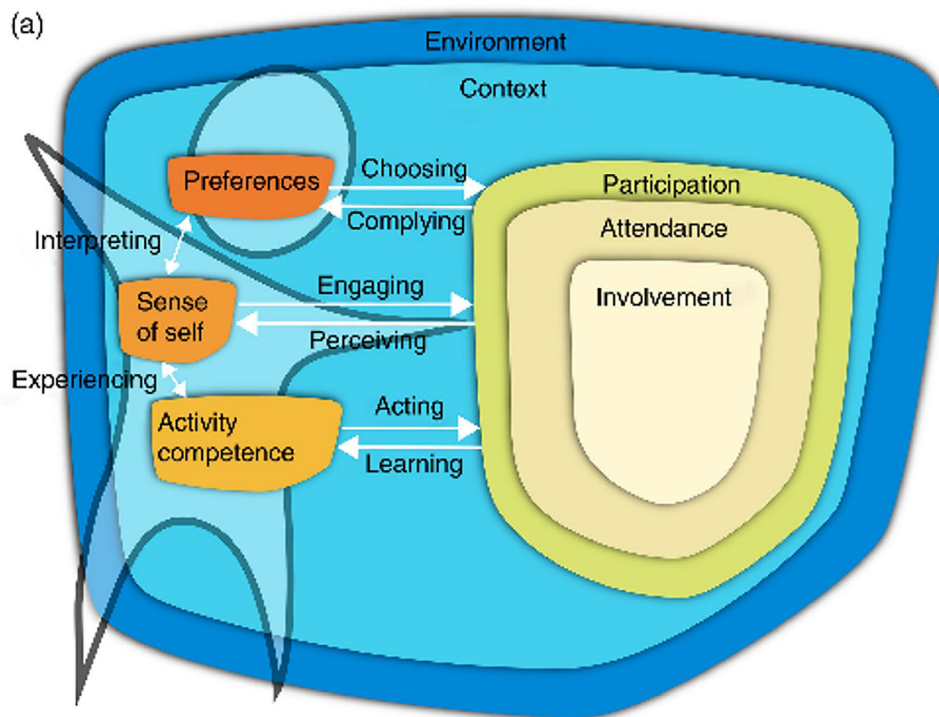 (a)
Environment
Context
Preferences
Choosing
Complying
Participation
Attendance
Involvement
Interpreting
Sense
of self
Engaging
Perceiving
Experiencing
Activity
competence
Acting
Learning